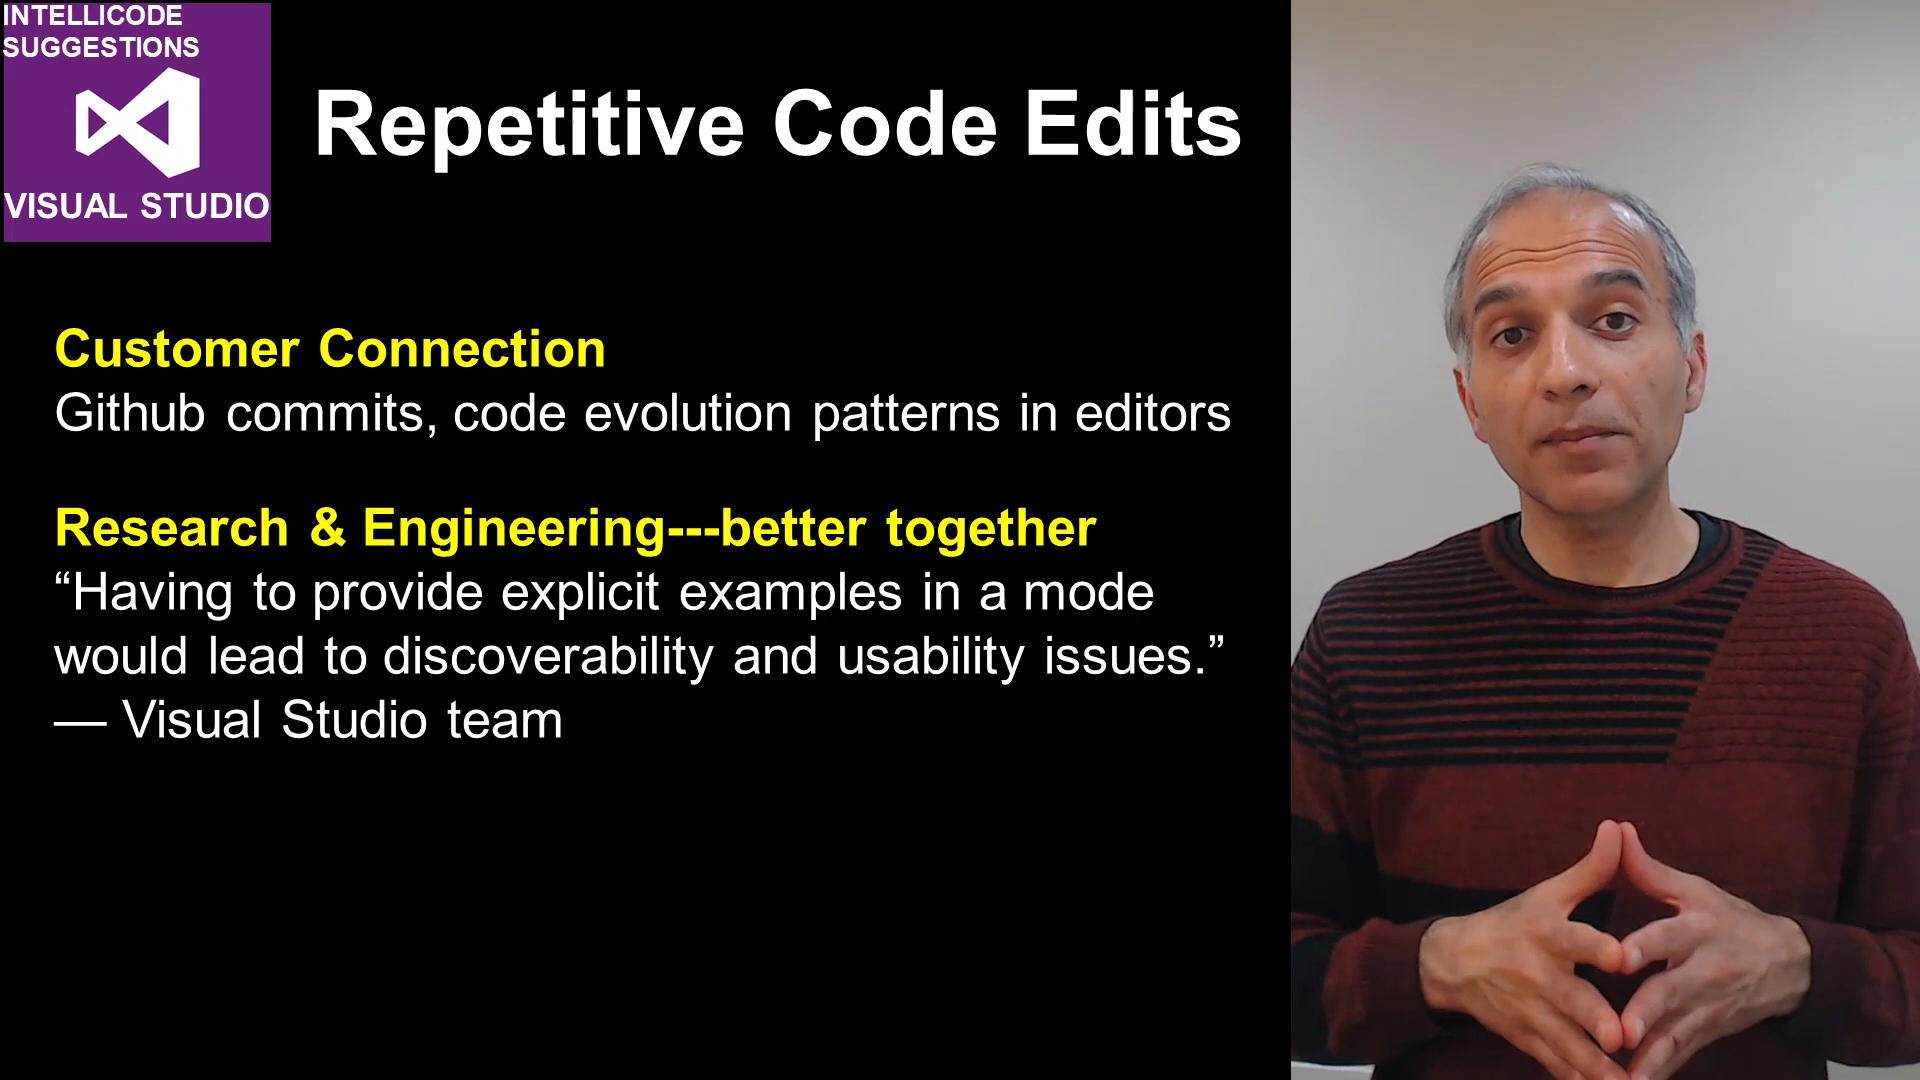 INTELLICODE
SUGGESTIONS
VISUAL STUDIO
Repetitive Code Edits
Customer Connection
Github commits, code evolution patterns in editors
Research & Engineering---better together
“Having to provide explicit examples in a mode
would lead to discoverability and usability issues.”
— Visual Studio team